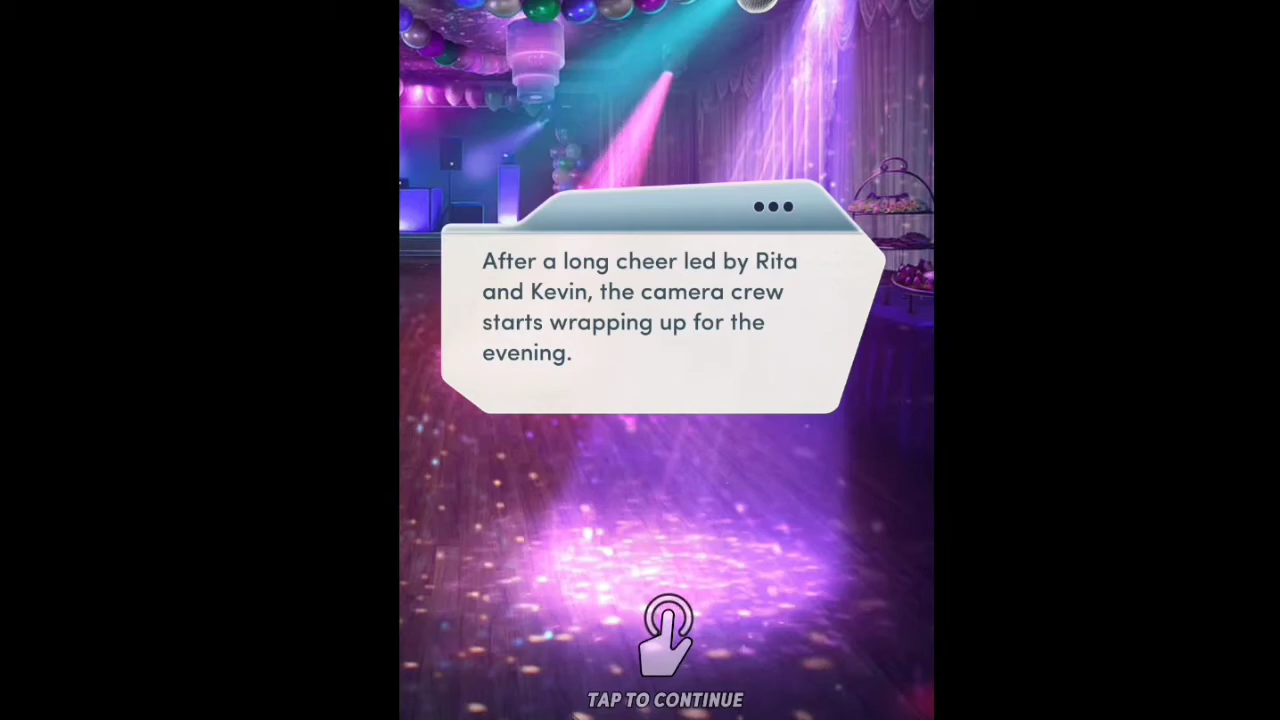 After a long cheer led by Rita
and Kevin, the camera crew
starts wrapping up for the
evening.
TAP TO CONTINUE